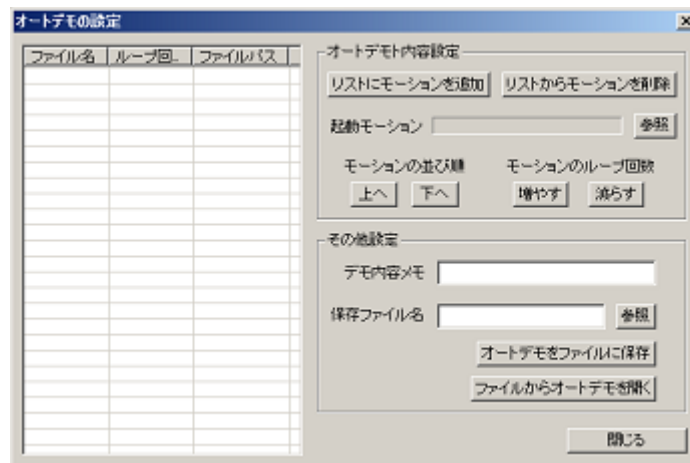 オートデモの設定
ファイル名 ループ回... ファイルパス
オートデモト内容設定
リストにモーションを追加 リストからモーションを削除
起動モーション 参照
モーションの並び順 モーションのループ回数
上へ 下へ 増やす 減らす
その他設定
デモ内容メモ
保存ファイル名 参照
オートデモをファイルに保存
ファイルからオートデモを開く
閉じる